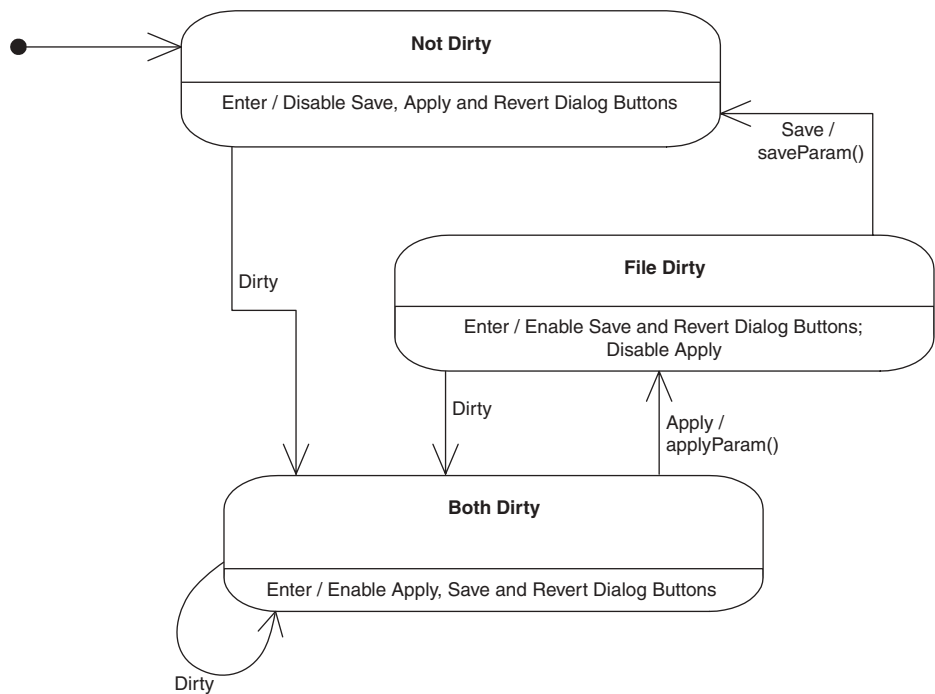 Not Dirty
Enter / Disable Save, Apply and Revert Dialog Buttons
Save /
saveParam()
File Dirty
Dirty
Enter / Enable Save and Revert Dialog Buttons;
Disable Apply
Dirty
Apply /
applyParam()
Both Dirty
Enter / Enable Apply, Save and Revert Dialog Buttons
Dirty